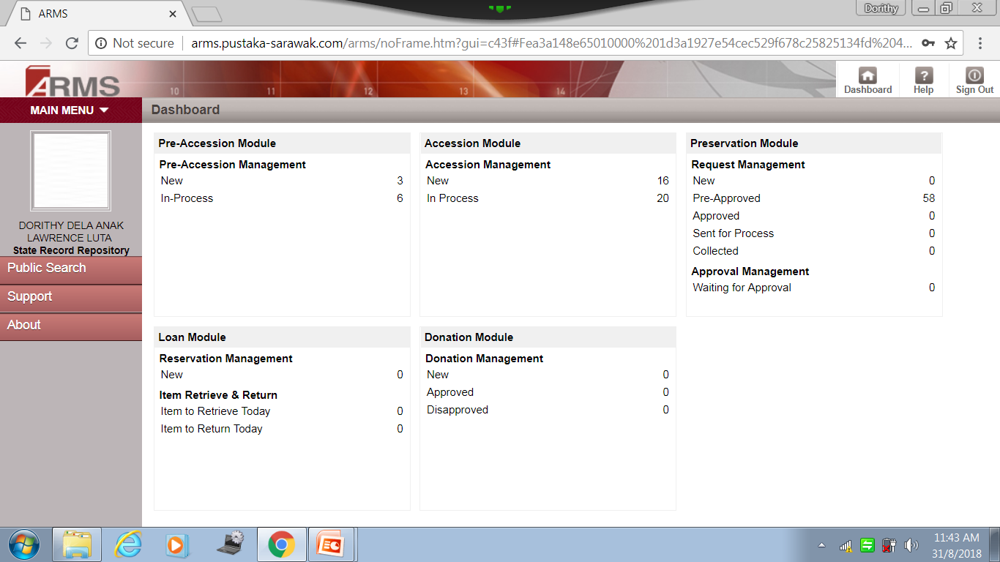 ARMS
Dorithy
Not secure
arms.pustaka-sarawak.com/arms/noFrame.htm?gui=c43f#Fea3a148e65010000%201d3a1927e54cec529f678c25825134fd%204...
ARMS
10 11 12 13 14
Dashboard Help Sign Out
MAIN MENU
Dashboard
DORITHY DELA ANAK
LAWRENCE LUTA
State Record Repository
Public Search
Support
About
Pre-Accession Module
Pre-Accession Management
New 3
In-Process 6
Accession Module
Accession Management
New 16
In Process 20
Preservation Module
Request Management
New 0
Pre-Approved 58
Approved 0
Sent for Process 0
Collected 0
Approval Management
Waiting for Approval 0
Loan Module
Reservation Management
New 0
Item Retrieve & Return
Item to Retrieve Today 0
Item to Return Today 0
Donation Module
Donation Management
New 0
Approved 0
Disapproved 0
11:43 AM
31/8/2018